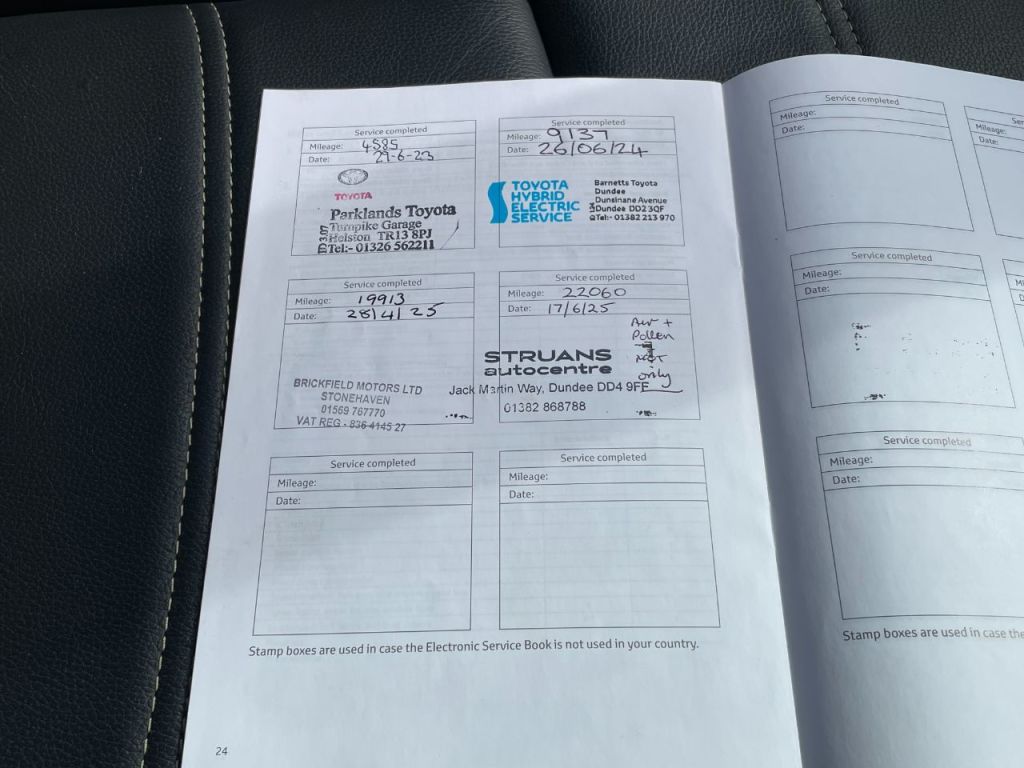 Service completed
Mileage: 4585
Date: 29-6-23
TOYOTA
Parklands Toyota
Turnpike Garage
Helston TR13 8PJ
Tel:- 01326 562211
Service completed
Mileage: 9137
Date: 26/06/24
TOYOTA
HYBRID
ELECTRIC
SERVICE
Barnetts Toyota
Dundee
Dunsinane Avenue
Dundee DD2 3QF
Tel:- 01382 213 970
Service completed
Mileage: 19913
Date: 28/4/25
BRICKFIELD MOTORS LTD
STONEHAVEN
01569 767770
VAT REG - 836 4145 27
Service completed
Mileage: 22060
Date: 17/6/25
Air +
Pollen
only
STRUANS
autocentre
Jack Martin Way, Dundee DD4 9FF
01382 868788
Service completed
Mileage:
Date:
Service completed
Mileage:
Date:
Stamp boxes are used in case the Electronic Service Book is not used in your country.
24
Service completed
Mileage:
Date:
Mileage:
Date:
Service completed
Mileage:
Date:
Service completed
Mileage:
Date:
Stamp boxes are used in case the